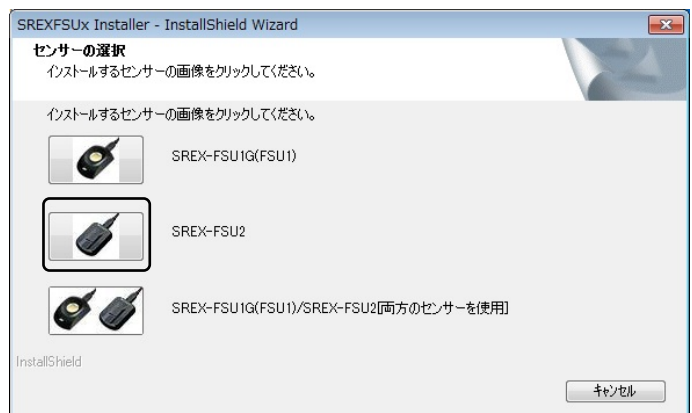 SREXFSUx Installer - InstallShield Wizard
センサーの選択
インストールするセンサーの画像をクリックしてください。
インストールするセンサーの画像をクリックしてください。
SREX-FSU1G(FSU1)
SREX-FSU2
SREX-FSU1G(FSU1)/SREX-FSU2[両方のセンサーを使用]
InstallShield
キャンセル